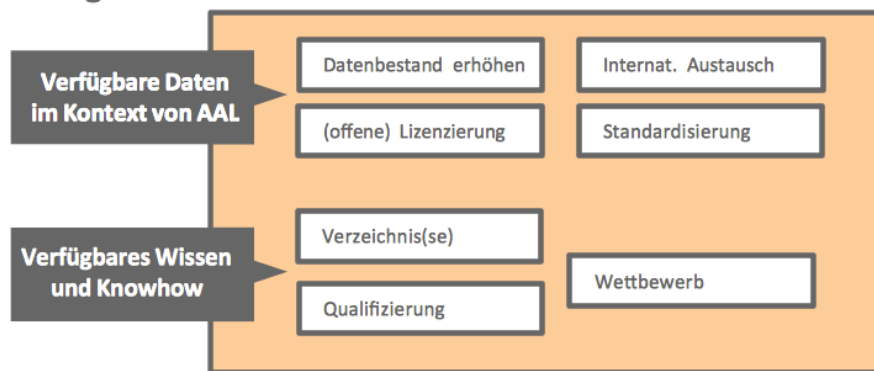 Verfügbare Daten
im Kontext von AAL
Datenbestand erhöhen
Internat. Austausch
(offene) Lizenzierung
Standardisierung
Verfügbares Wissen
und Knowhow
Verzeichnis(se)
Wettbewerb
Qualifizierung